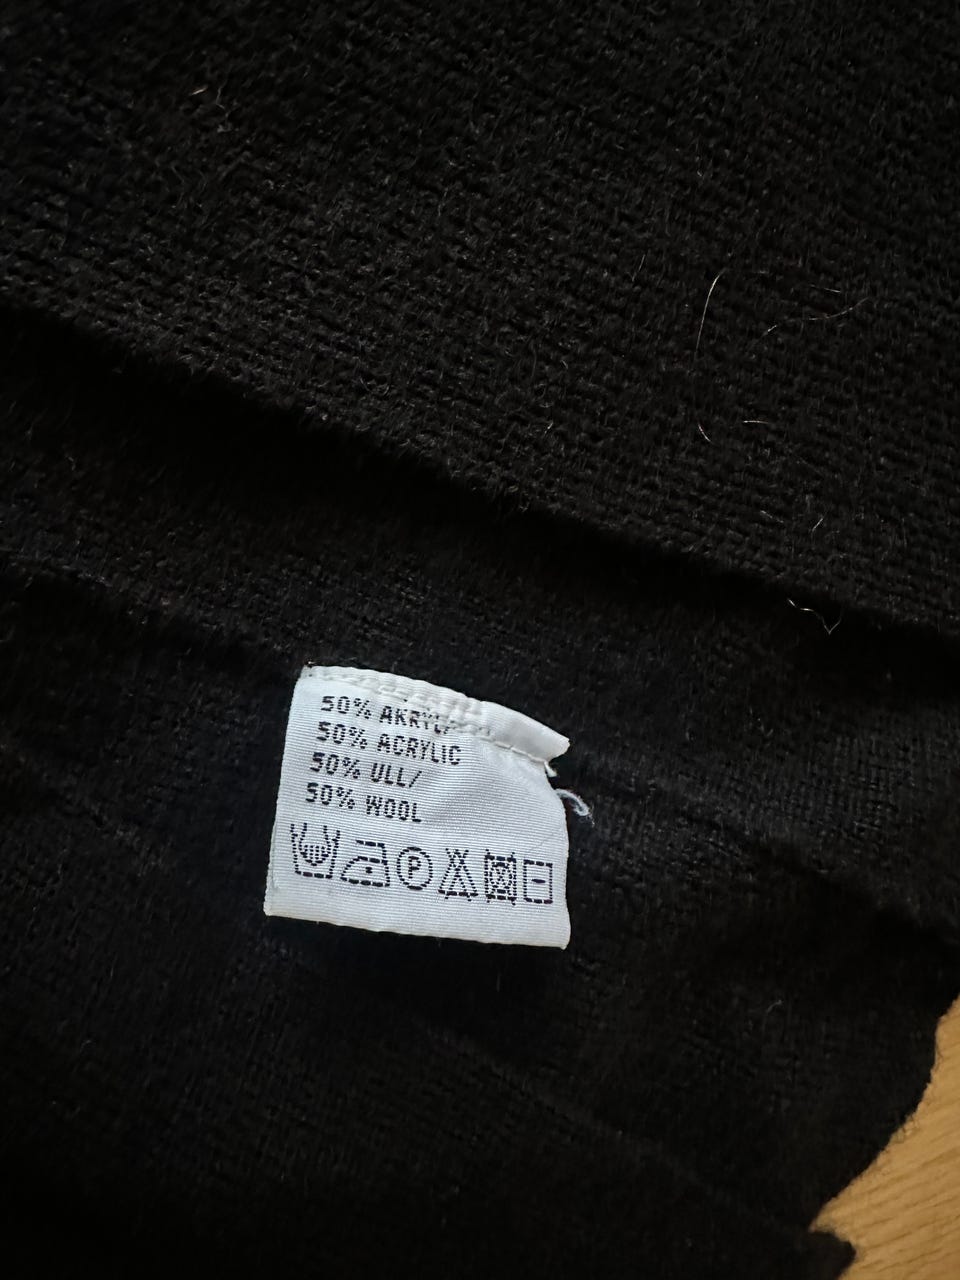 50% AKRYL/
50% ACRYLIC
50% ULL/
50% WOOL
P